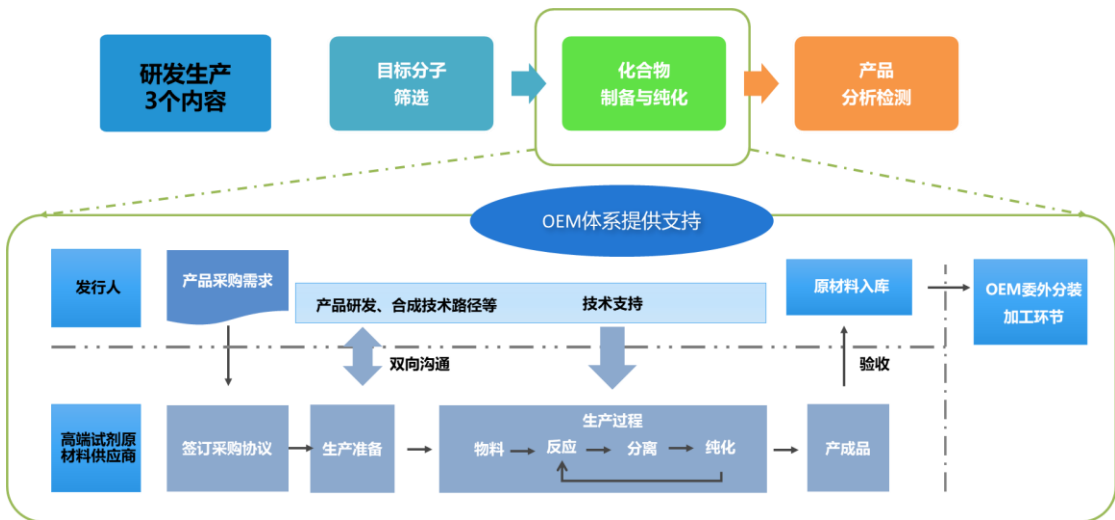 研发生产
3个内容
目标分子
筛选
化合物
制备与纯化
产品
分析检测
OEM体系提供支持
发行人
产品采购需求
产品研发、合成技术路径等
技术支持
原材料入库
OEM委外分装
加工环节
双向沟通
验收
高端试剂原
材料供应商
签订采购协议
生产准备
生产过程
物料
反应
分离
纯化
产成品